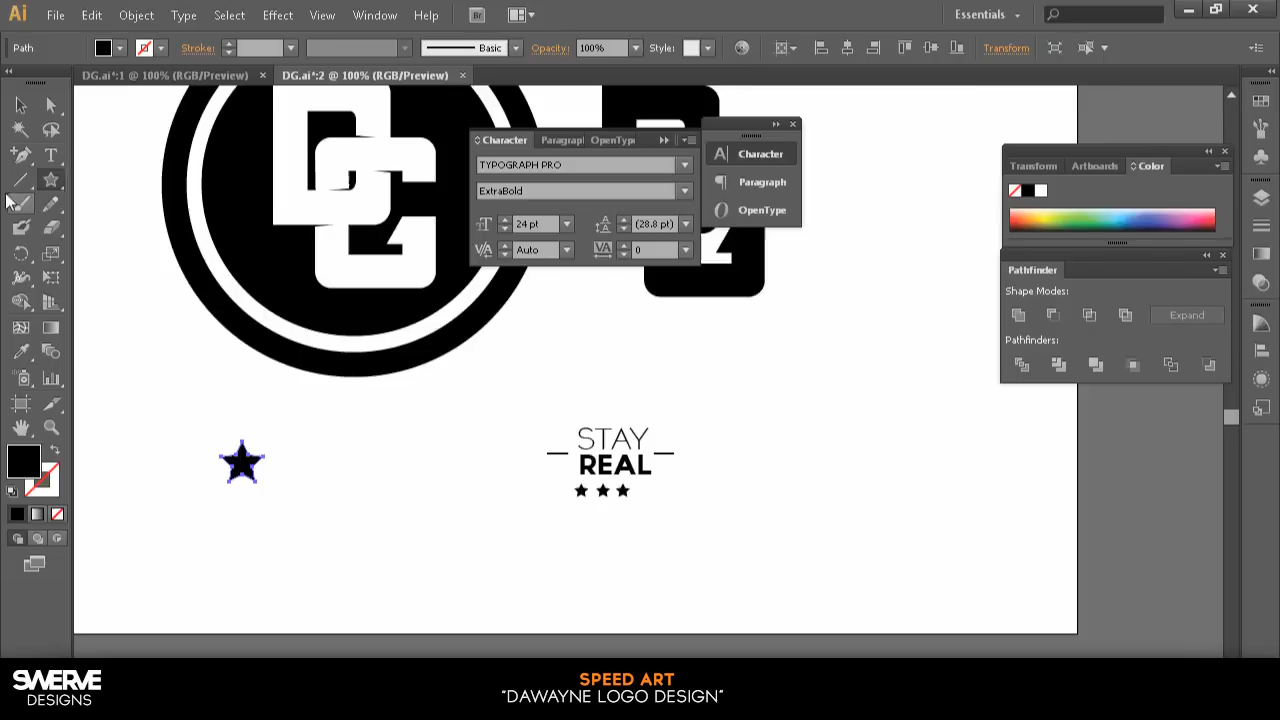 Ai File Edit Object Type Select Effect View Window Help Br Essentials
Path Stroke: Basic Opacity: 100% Style: Transform
DG.ai*:1 @ 100% (RGB/Preview) × DG.ai*:2 @ 100% (RGB/Preview) ×
Character Paragraph OpenType
TYPOGRAPH PRO
ExtraBold
24 pt (28.8 pt)
Auto 0
Character
Paragraph
OpenType
Transform Artboards Color
Pathfinder
Shape Modes:
Expand
Pathfinders:
DG
STAY
REAL
SWERVE
DESIGNS
SPEED ART
“DAWAYNE LOGO DESIGN”